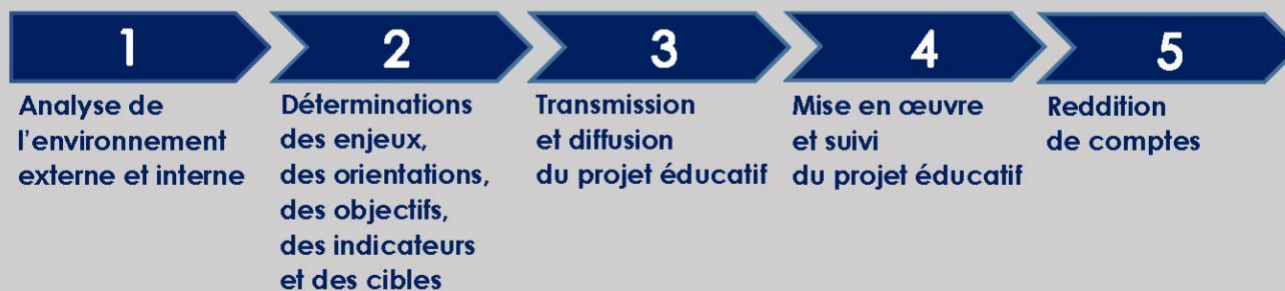 1
Analyse de
l'environnement
externe et interne
2
Déterminations
des enjeux,
des orientations,
des objectifs,
des indicateurs
et des cibles
3
Transmission
et diffusion
du projet éducatif
4
Mise en œuvre
et suivi
du projet éducatif
5
Reddition
de comptes